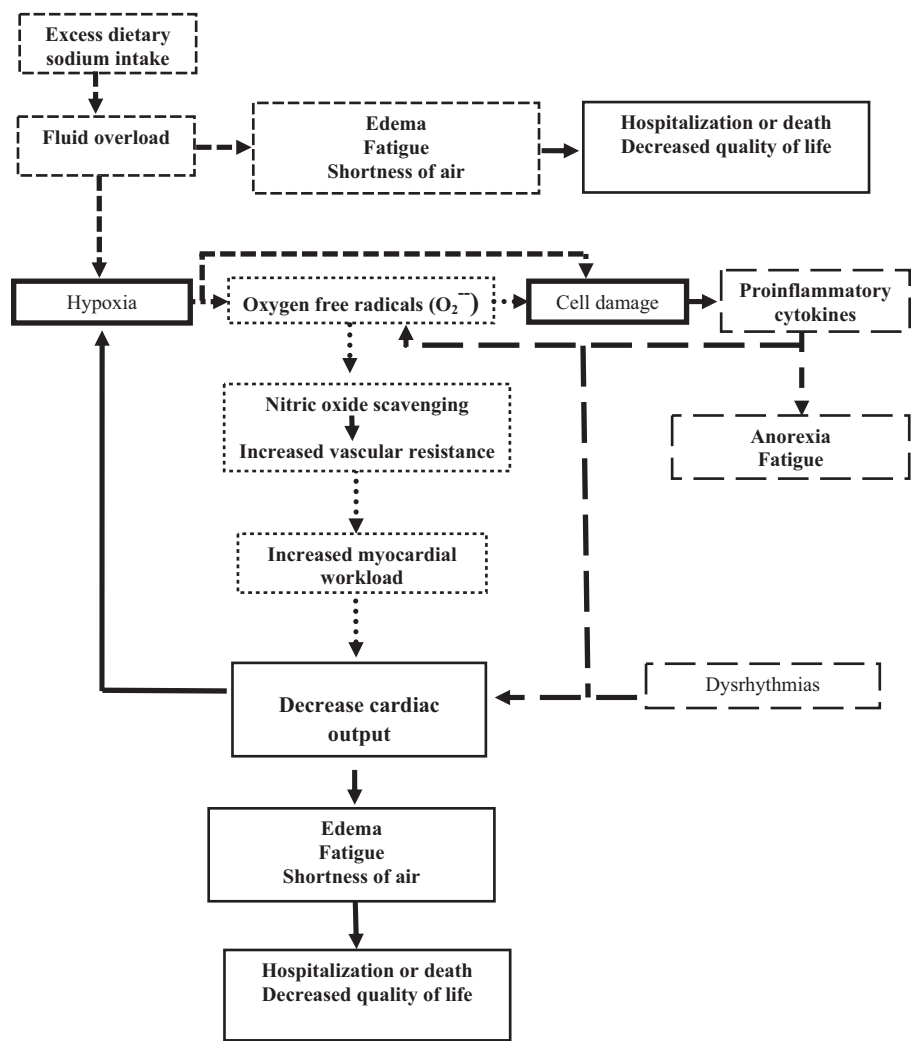 Excess dietary
sodium intake
Fluid overload
Edema
Fatigue
Shortness of air
Hospitalization or death
Decreased quality of life
Hypoxia
Oxygen free radicals (O₂⁻⁻)
Cell damage
Proinflammatory
cytokines
Nitric oxide scavenging
Increased vascular resistance
Anorexia
Fatigue
Increased myocardial
workload
Decrease cardiac
output
Dysrhythmias
Edema
Fatigue
Shortness of air
Hospitalization or death
Decreased quality of life